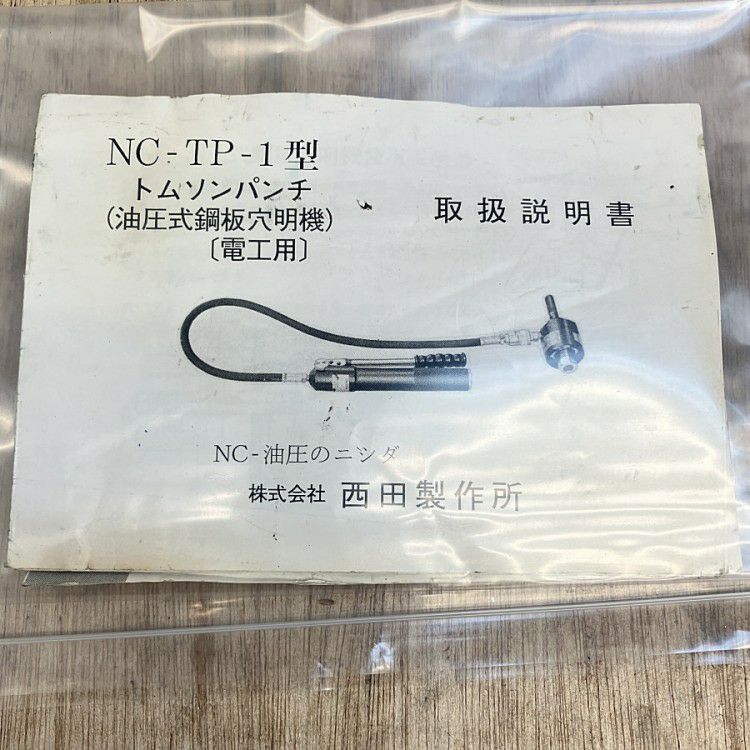 NC-TP-1型
トムソンパンチ
(油圧式鋼板穴明機)
〔電工用〕
取扱説明書
NC-油圧のニシダ
株式会社 西田製作所